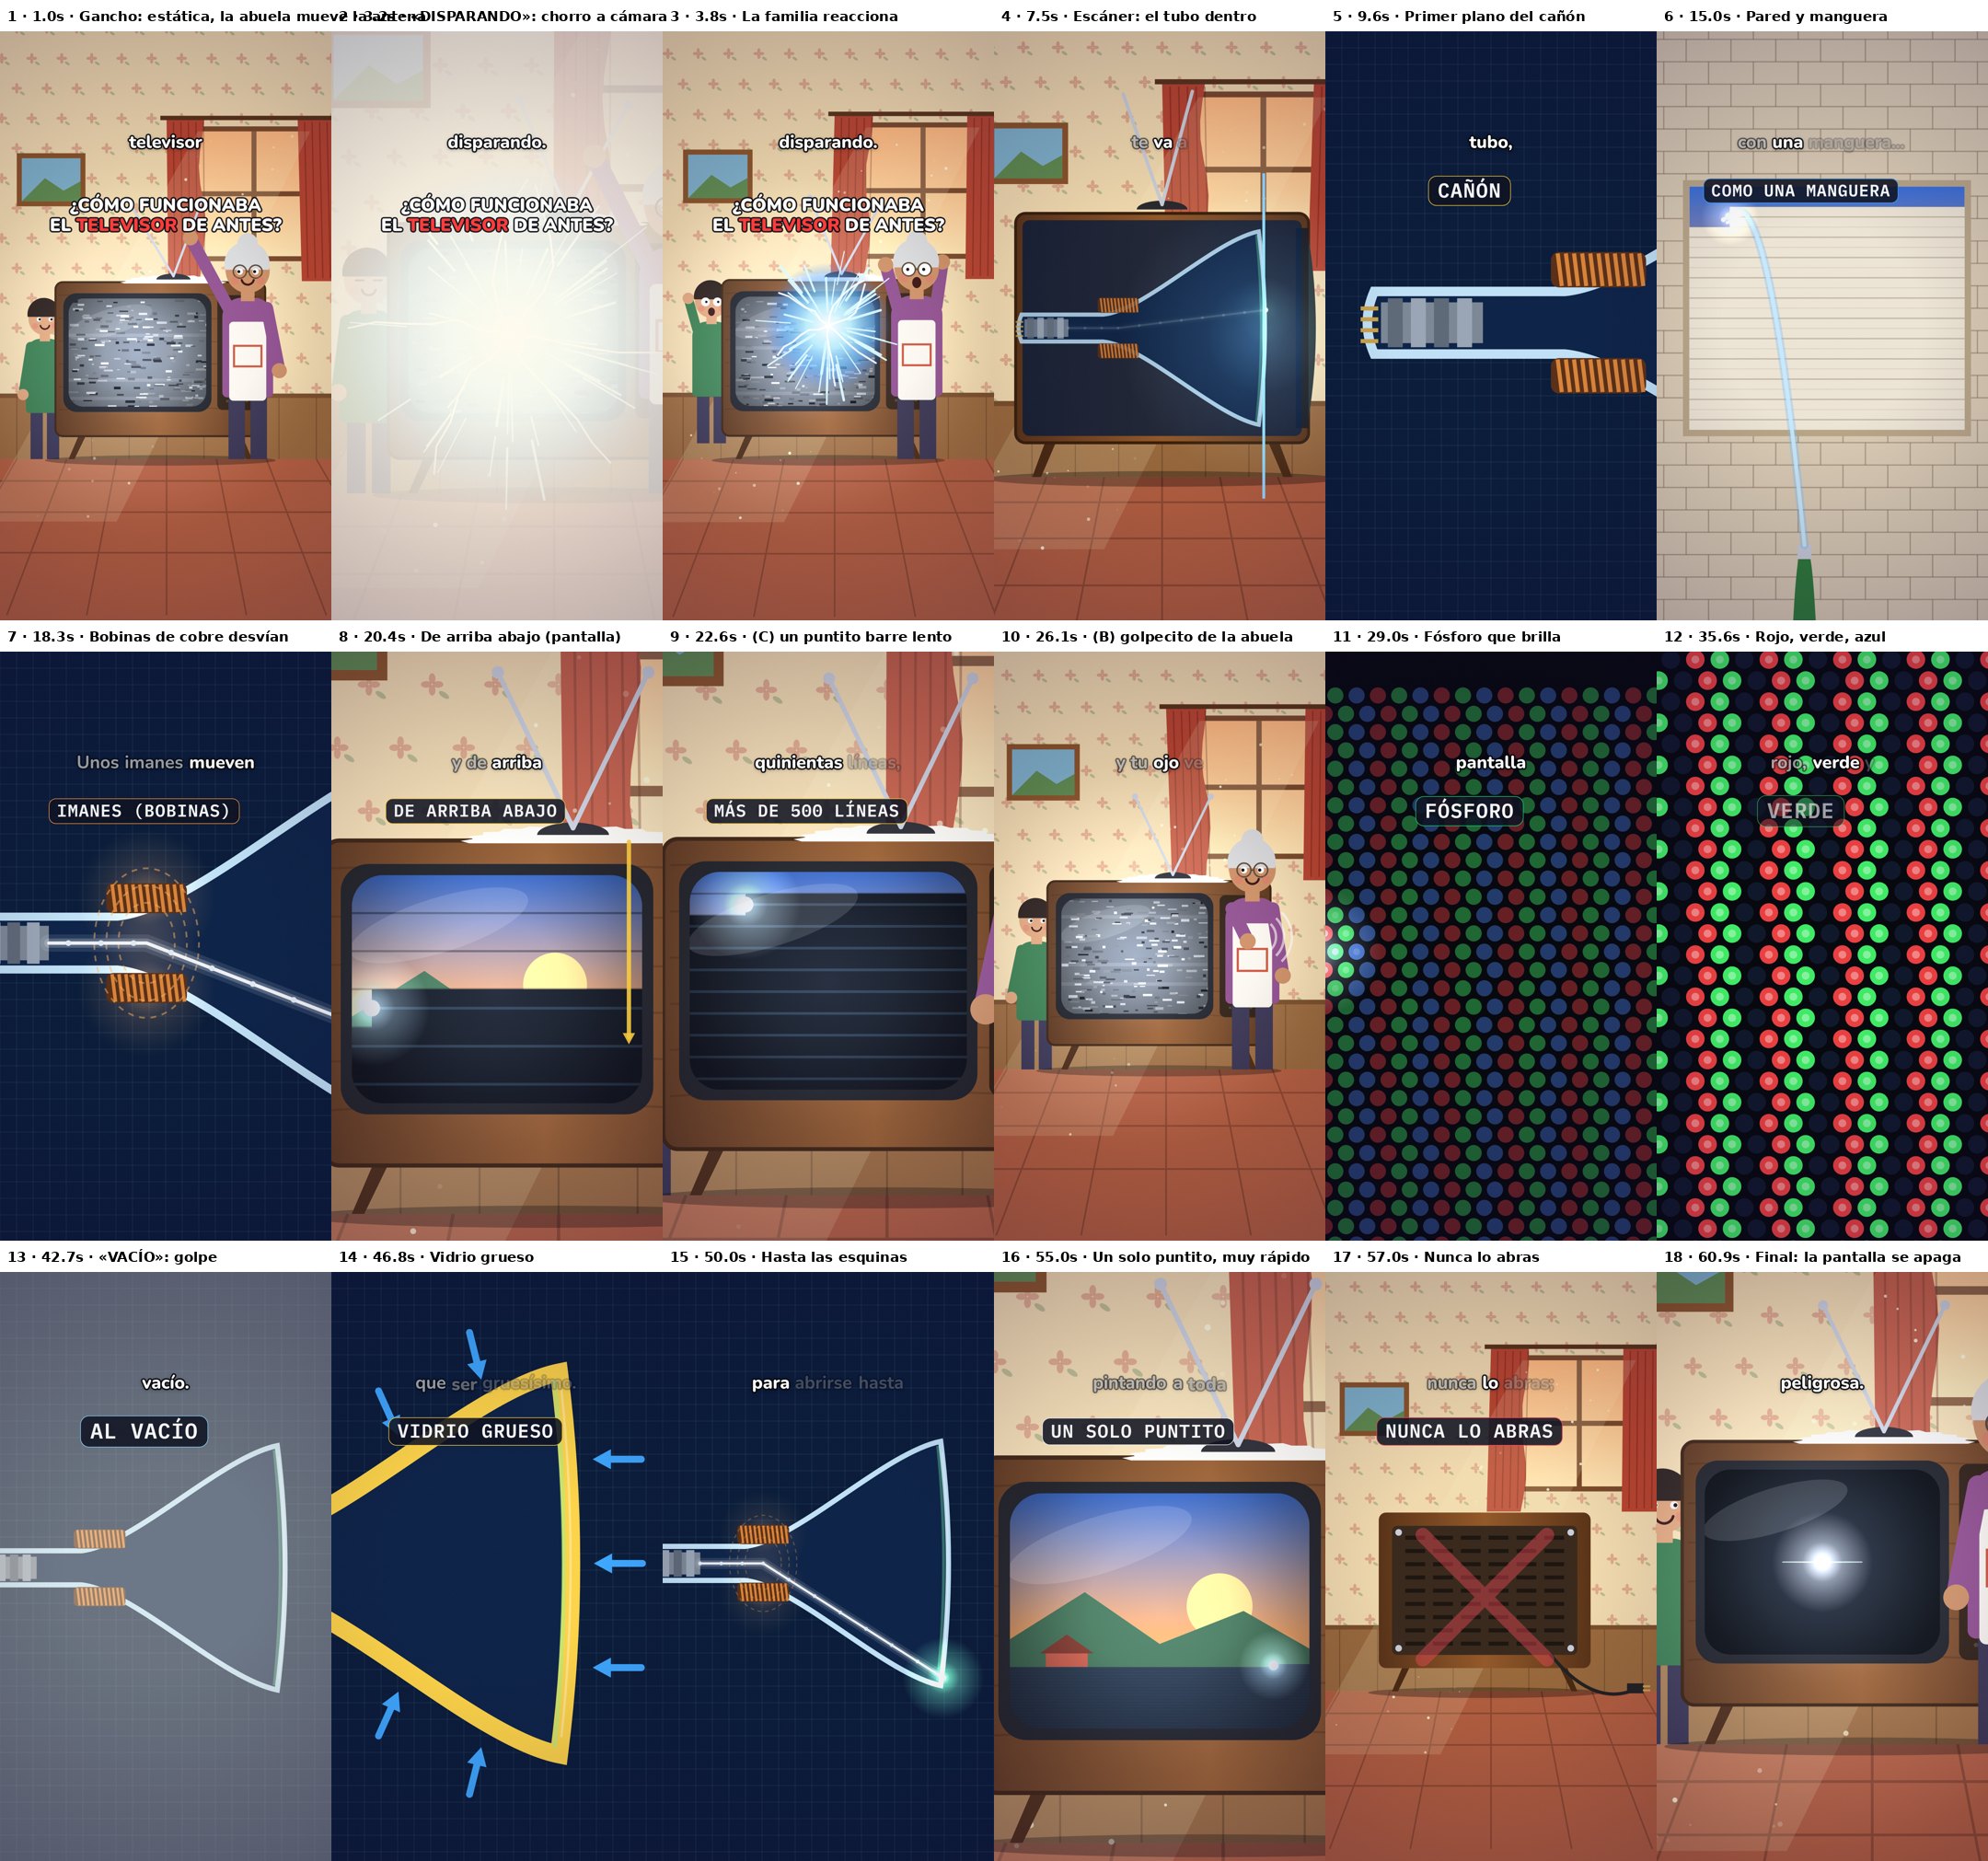 1 · 1.0s · Gancho: estática, la abuela mueve la antena
2 · 3.2s · «DISPARANDO»: chorro a cámara
3 · 3.8s · La familia reacciona
4 · 7.5s · Escáner: el tubo dentro
5 · 9.6s · Primer plano del cañón
6 · 15.0s · Pared y manguera
televisor
¿CÓMO FUNCIONABA
EL TELEVISOR DE ANTES?
disparando.
¿CÓMO FUNCIONABA
EL TELEVISOR DE ANTES?
disparando.
¿CÓMO FUNCIONABA
EL TELEVISOR DE ANTES?
te va a
tubo,
CAÑÓN
con una manguera...
COMO UNA MANGUERA
7 · 18.3s · Bobinas de cobre desvían
8 · 20.4s · De arriba abajo (pantalla)
9 · 22.6s · (C) un puntito barre lento
10 · 26.1s · (B) golpecito de la abuela
11 · 29.0s · Fósforo que brilla
12 · 35.6s · Rojo, verde, azul
Unos imanes mueven
IMANES (BOBINAS)
y de arriba
DE ARRIBA ABAJO
quinientas líneas,
MÁS DE 500 LÍNEAS
y tu ojo ve
pantalla
FÓSFORO
rojo, verde y
VERDE
13 · 42.7s · «VACÍO»: golpe
14 · 46.8s · Vidrio grueso
15 · 50.0s · Hasta las esquinas
16 · 55.0s · Un solo puntito, muy rápido
17 · 57.0s · Nunca lo abras
18 · 60.9s · Final: la pantalla se apaga
vacío.
AL VACÍO
que ser gruesísimo.
VIDRIO GRUESO
para abrirse hasta
pintando a toda
UN SOLO PUNTITO
nunca lo abras;
NUNCA LO ABRAS
peligrosa.